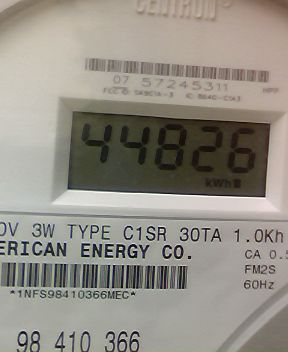 CENTRON®
07 57245311
44826
kWh
0V 3W TYPE C1SR 30TA 1.0Kh
ERICAN ENERGY CO.
CA 0.5
FM2S
*1NFS98410366MEC*
60Hz
98 410 366